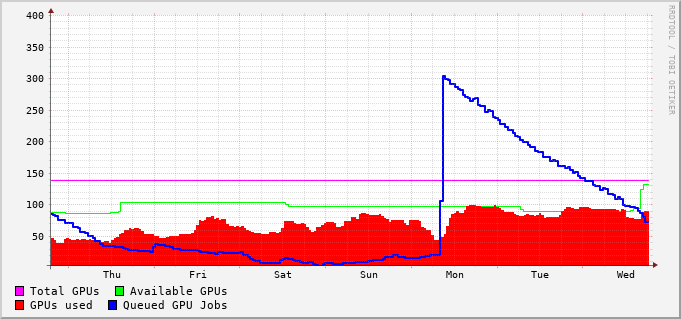 400
350
300
250
200
150
100
50
Thu Fri Sat Sun Mon Tue Wed
Total GPUs Available GPUs
GPUs used Queued GPU Jobs
RRDTOOL / TOBI OETIKER